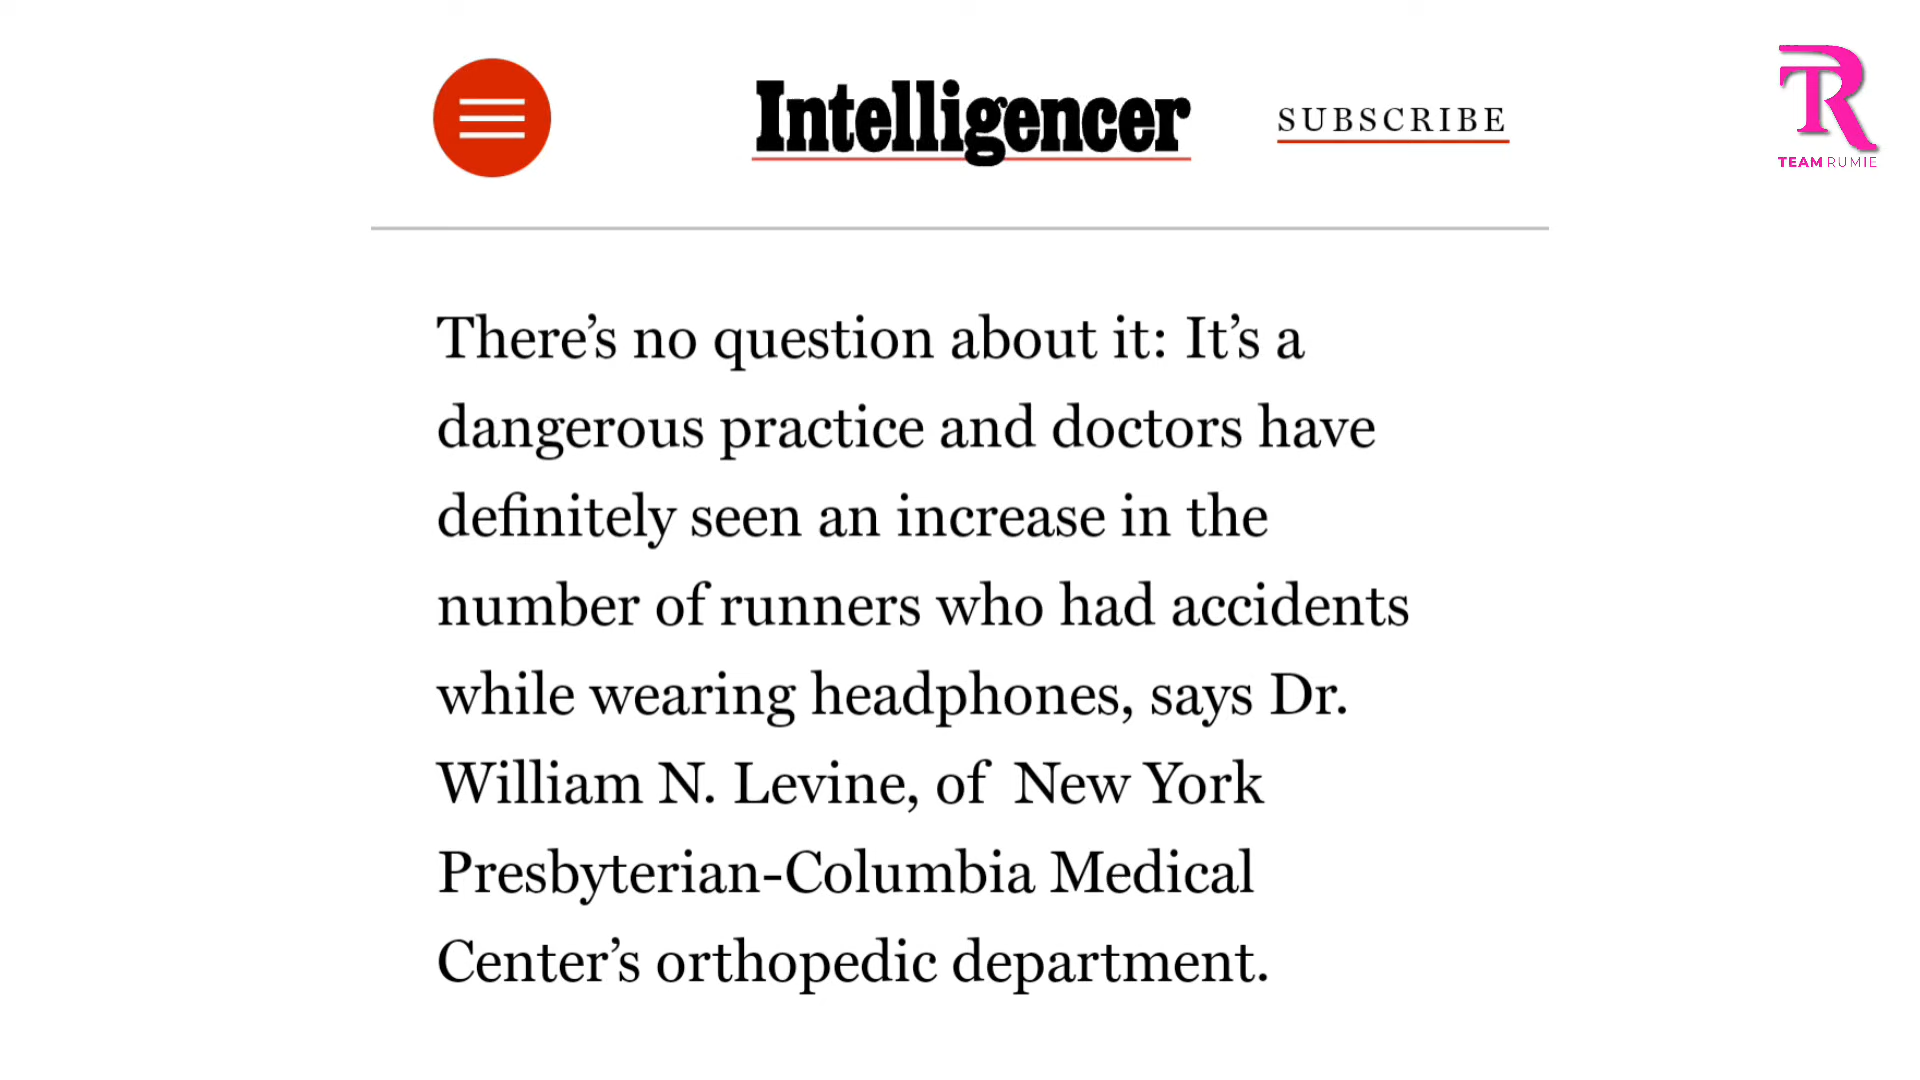 Intelligencer
SUBSCRIBE
TR
TEAM RUMIE
There’s no question about it: It’s a
dangerous practice and doctors have
definitely seen an increase in the
number of runners who had accidents
while wearing headphones, says Dr.
William N. Levine, of New York
Presbyterian-Columbia Medical
Center’s orthopedic department.